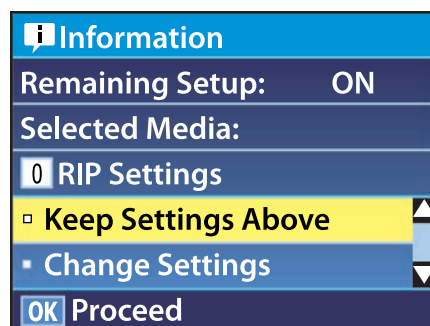 Information
Remaining Setup: ON
Selected Media:
0 RIP Settings
Keep Settings Above
Change Settings
OK Proceed